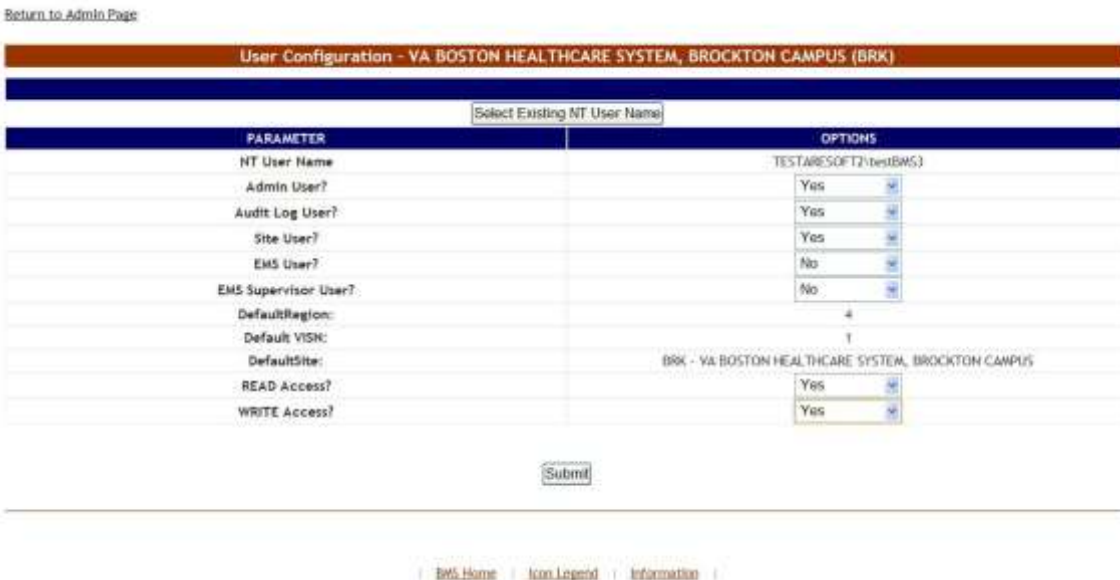 Return to Admin Page
User Configuration - VA BOSTON HEALTHCARE SYSTEM, BROCKTON CAMPUS (BRK)
Select Existing NT User Name
PARAMETER OPTIONS
NT User Name TESTARESOFT2\testBMS3
Admin User? Yes
Audit Log User? Yes
Site User? Yes
EMS User? No
EMS Supervisor User? No
DefaultRegion: 4
Default VISN: 1
DefaultSite: BRK - VA BOSTON HEALTHCARE SYSTEM, BROCKTON CAMPUS
READ Access? Yes
WRITE Access? Yes
Submit
| BMS Home | Icon Legend | Information |